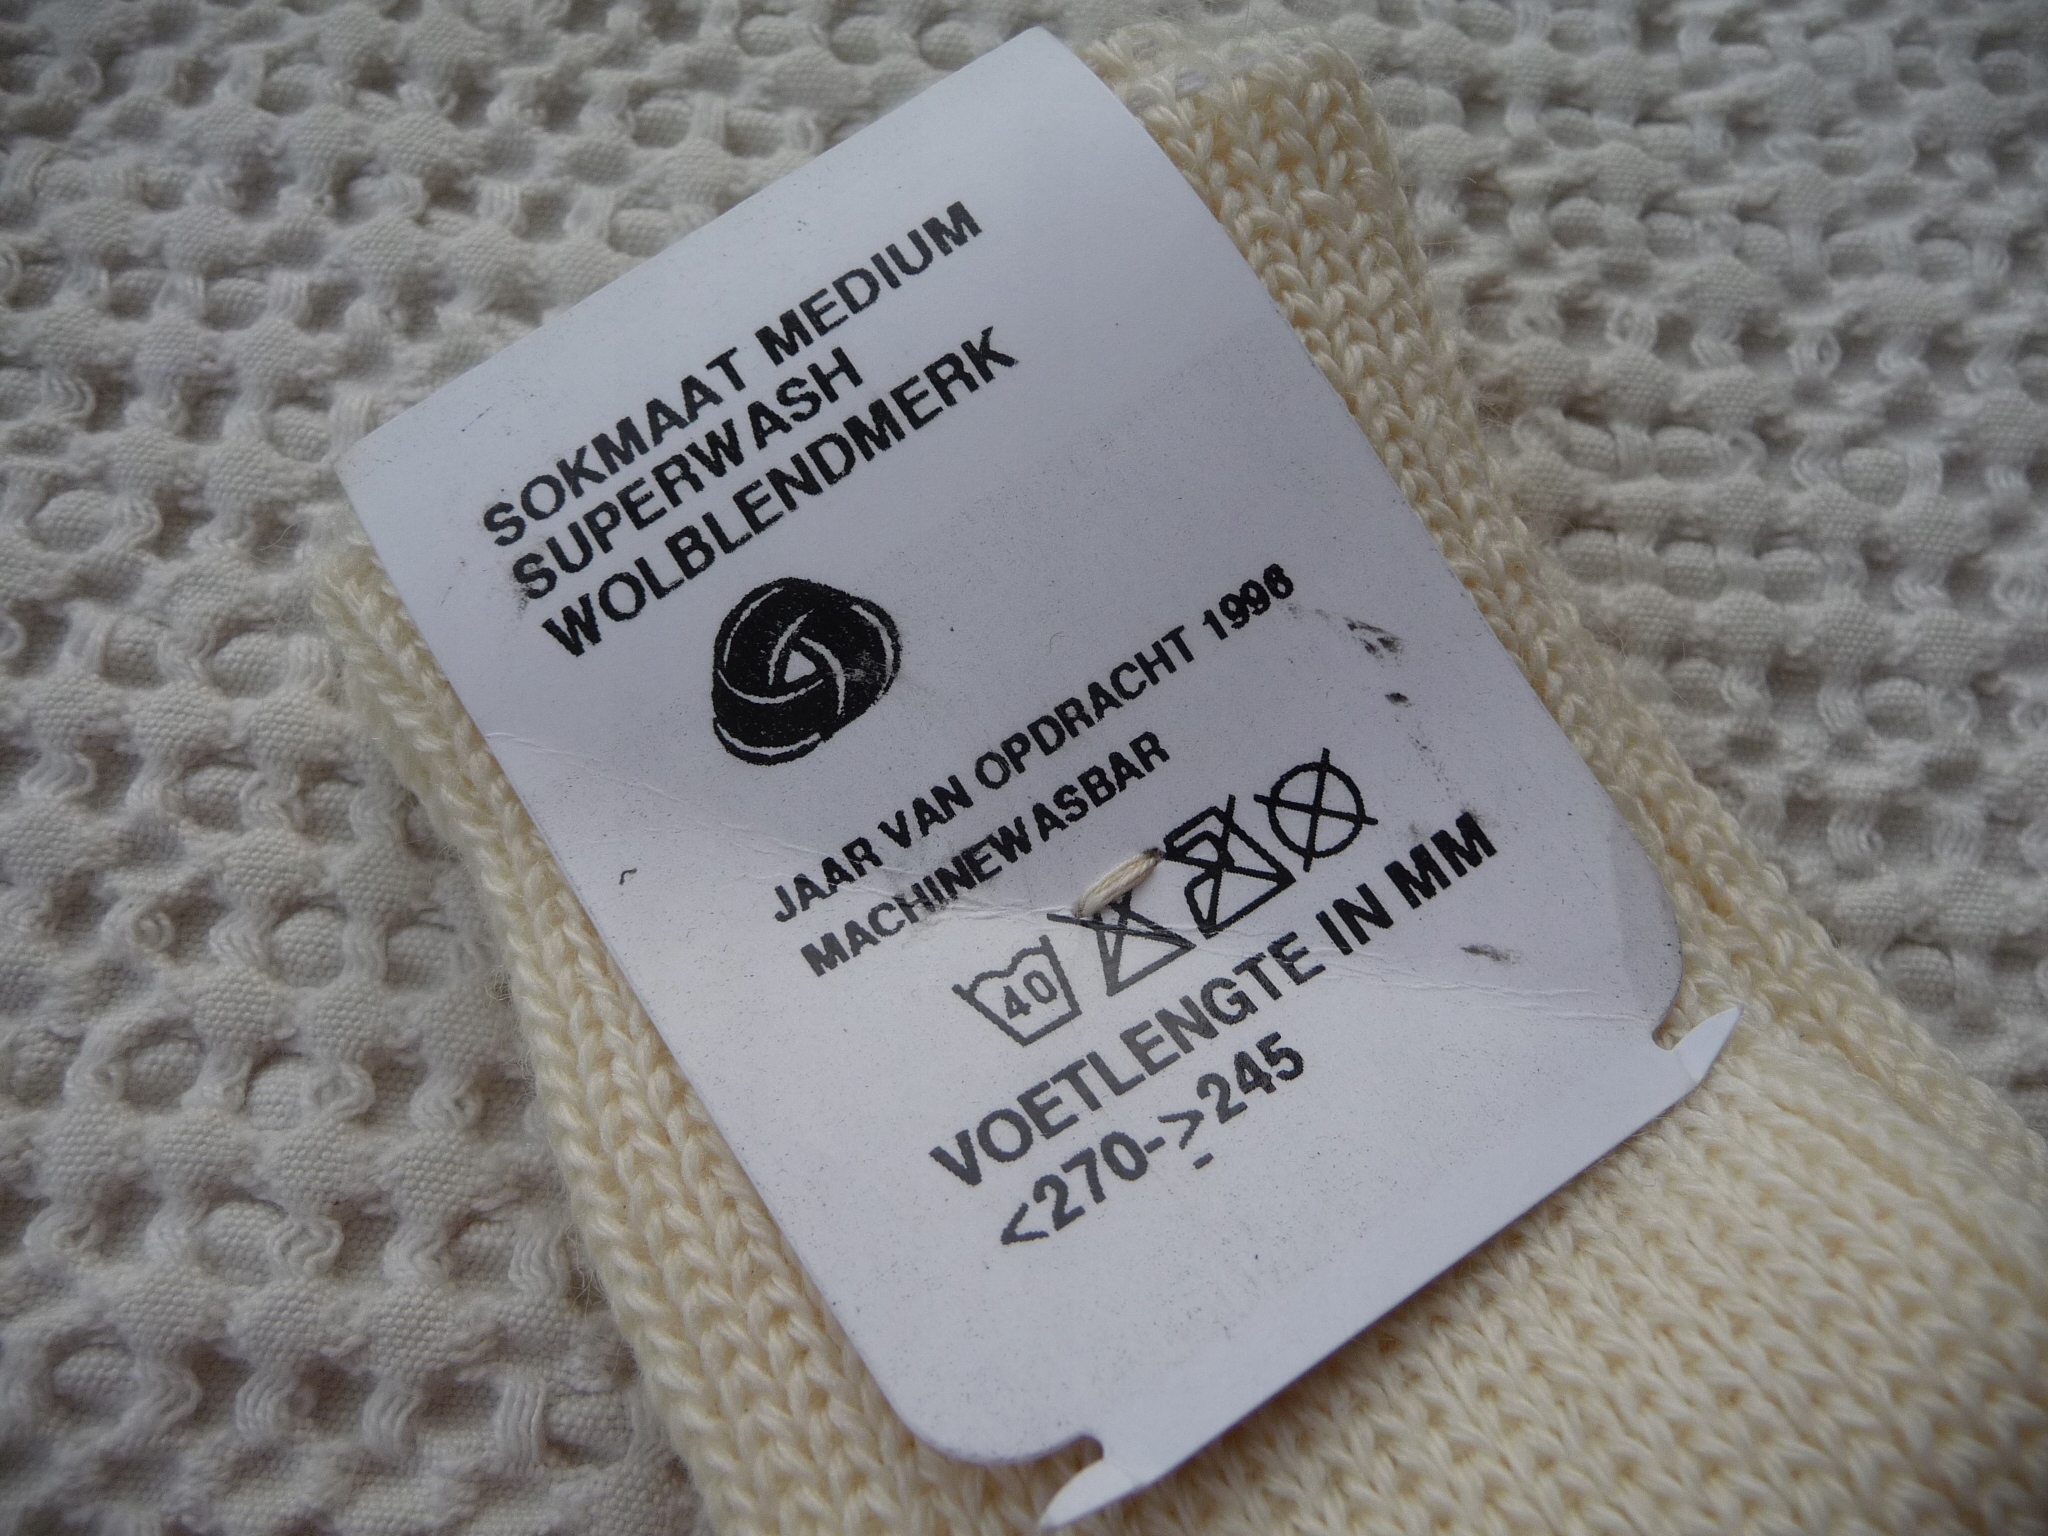 SOKMAAT MEDIUM
SUPERWASH
WOLBLENDMERK
JAAR VAN OPDRACHT 1996
MACHINEWASBAR
40
VOETLENGTE IN MM
<270->245